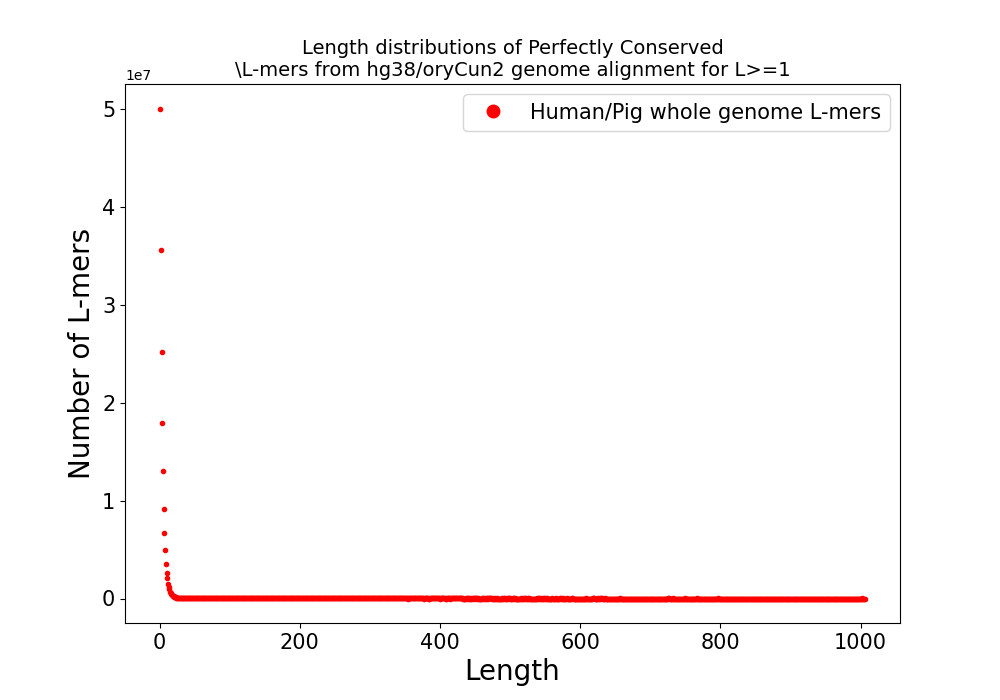 Length distributions of Perfectly Conserved
\L-mers from hg38/oryCun2 genome alignment for L>=1
1e7
Human/Pig whole genome L-mers
5
4
3
2
1
0
Number of L-mers
0 200 400 600 800 1000
Length